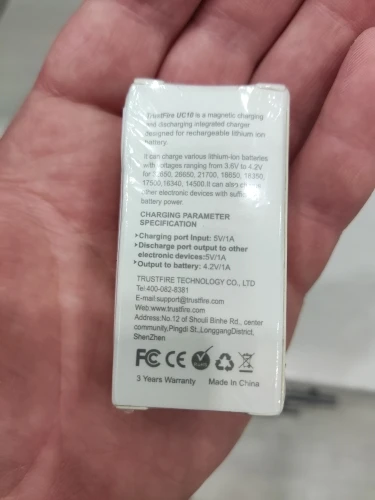 TrustFire UC10 is a magnetic charging
and discharging integrated charger
designed for rechargeable lithium ion
battery.
It can charge various lithium-ion batteries
with voltages ranging from 3.6V to 4.2V
for 32650, 26650, 21700, 18650, 18350,
17500,16340, 14500.It can also charge
other electronic devices with sufficient
battery power.
CHARGING PARAMETER
SPECIFICATION
▸Charging port Input: 5V/1A
▸Discharge port output to other
electronic devices:5V/1A
▸Output to battery: 4.2V/1A
TRUSTFIRE TECHNOLOGY CO., LTD
Tel:400-082-8381
E-mail:support@trustfire.com
Web:www.trustfire.com
Address:No.12 of Shouli Binhe Rd., center
community,Pingdi St.,LonggangDistrict,
ShenZhen
FC CE
3 Years Warranty Made In China